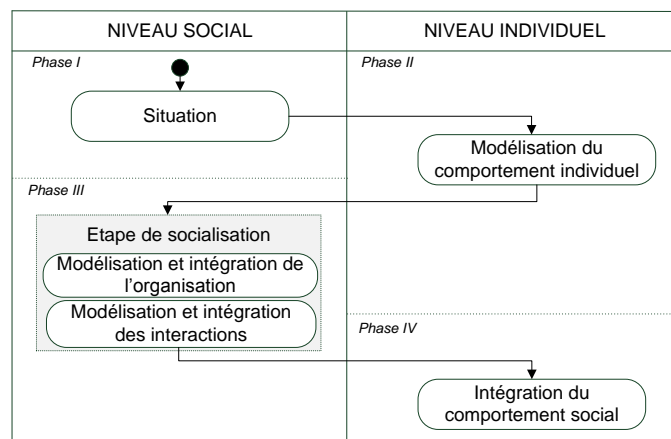 NIVEAU SOCIAL
NIVEAU INDIVIDUEL
Phase I
Phase II
Situation
Modélisation du
comportement individuel
Phase III
Etape de socialisation
Modélisation et intégration de
l'organisation
Modélisation et intégration
des interactions
Phase IV
Intégration du
comportement social